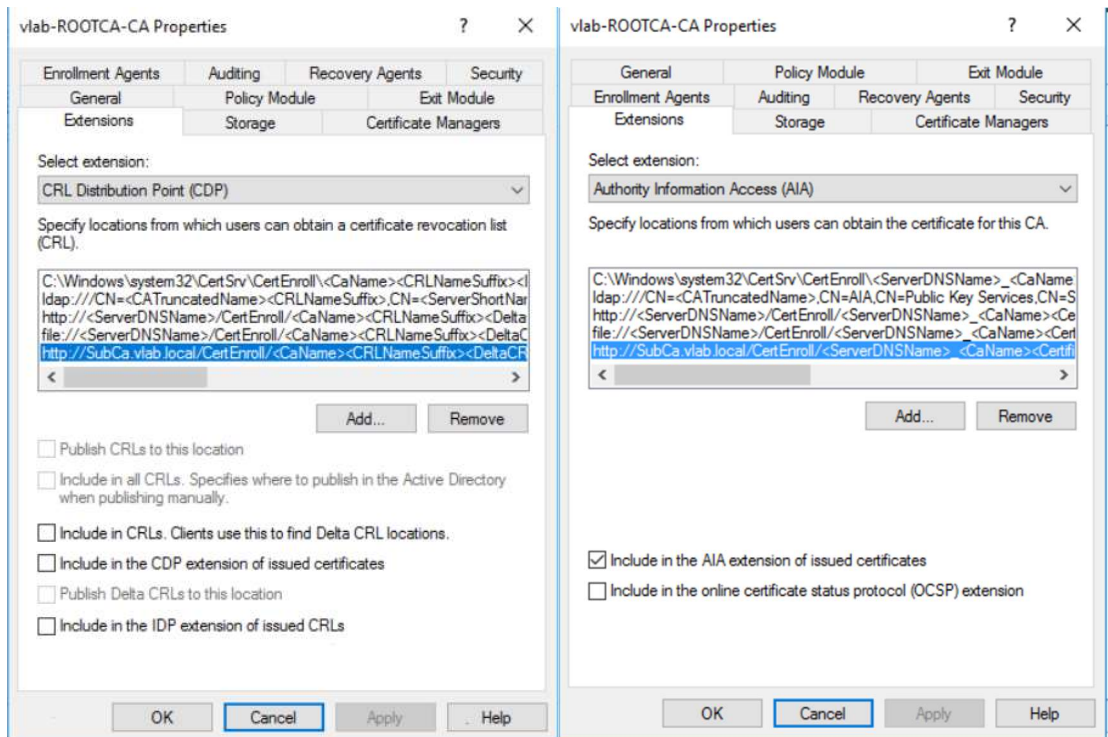 vlab-ROOTCA-CA Properties ? ×
Enrollment Agents Auditing Recovery Agents Security
General Policy Module Exit Module
Extensions Storage Certificate Managers
Select extension:
CRL Distribution Point (CDP)
Specify locations from which users can obtain a certificate revocation list
(CRL).
C:\Windows\system32\CertSrv\CertEnroll\<CaName><CRLNameSuffix><I
ldap:///CN=<CATruncatedName><CRLNameSuffix>,CN=<ServerShortNar
http://<ServerDNSName>/CertEnroll/<CaName><CRLNameSuffix><Delta
file://<ServerDNSName>/CertEnroll/<CaName><CRLNameSuffix><DeltaC
http://SubCa.vlab.local/CertEnroll/<CaName><CRLNameSuffix><DeltaCR
Add... Remove
Publish CRLs to this location
Include in all CRLs. Specifies where to publish in the Active Directory
when publishing manually.
Include in CRLs. Clients use this to find Delta CRL locations.
Include in the CDP extension of issued certificates
Publish Delta CRLs to this location
Include in the IDP extension of issued CRLs
OK Cancel Apply Help
vlab-ROOTCA-CA Properties ? ×
General Policy Module Exit Module
Enrollment Agents Auditing Recovery Agents Security
Extensions Storage Certificate Managers
Select extension:
Authority Information Access (AIA)
Specify locations from which users can obtain the certificate for this CA.
C:\Windows\system32\CertSrv\CertEnroll\<ServerDNSName>_<CaName
ldap:///CN=<CATruncatedName>,CN=AIA,CN=Public Key Services,CN=S
http://<ServerDNSName>/CertEnroll/<ServerDNSName>_<CaName><Ce
file://<ServerDNSName>/CertEnroll/<ServerDNSName>_<CaName><Cert
http://SubCa.vlab.local/CertEnroll/<ServerDNSName>_<CaName><Certifi
Add... Remove
Include in the AIA extension of issued certificates
Include in the online certificate status protocol (OCSP) extension
OK Cancel Apply Help